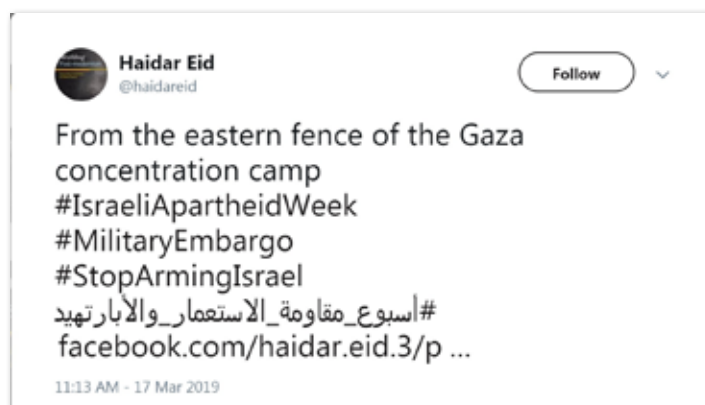 Haidar Eid
@haidareid
Follow
From the eastern fence of the Gaza
concentration camp
#IsraeliApartheidWeek
#MilitaryEmbargo
#StopArmingIsrael
#أسبوع_مقاومة_الاستعمار_والأبارتهيد
facebook.com/haidar.eid.3/p ...
11:13 AM - 17 Mar 2019